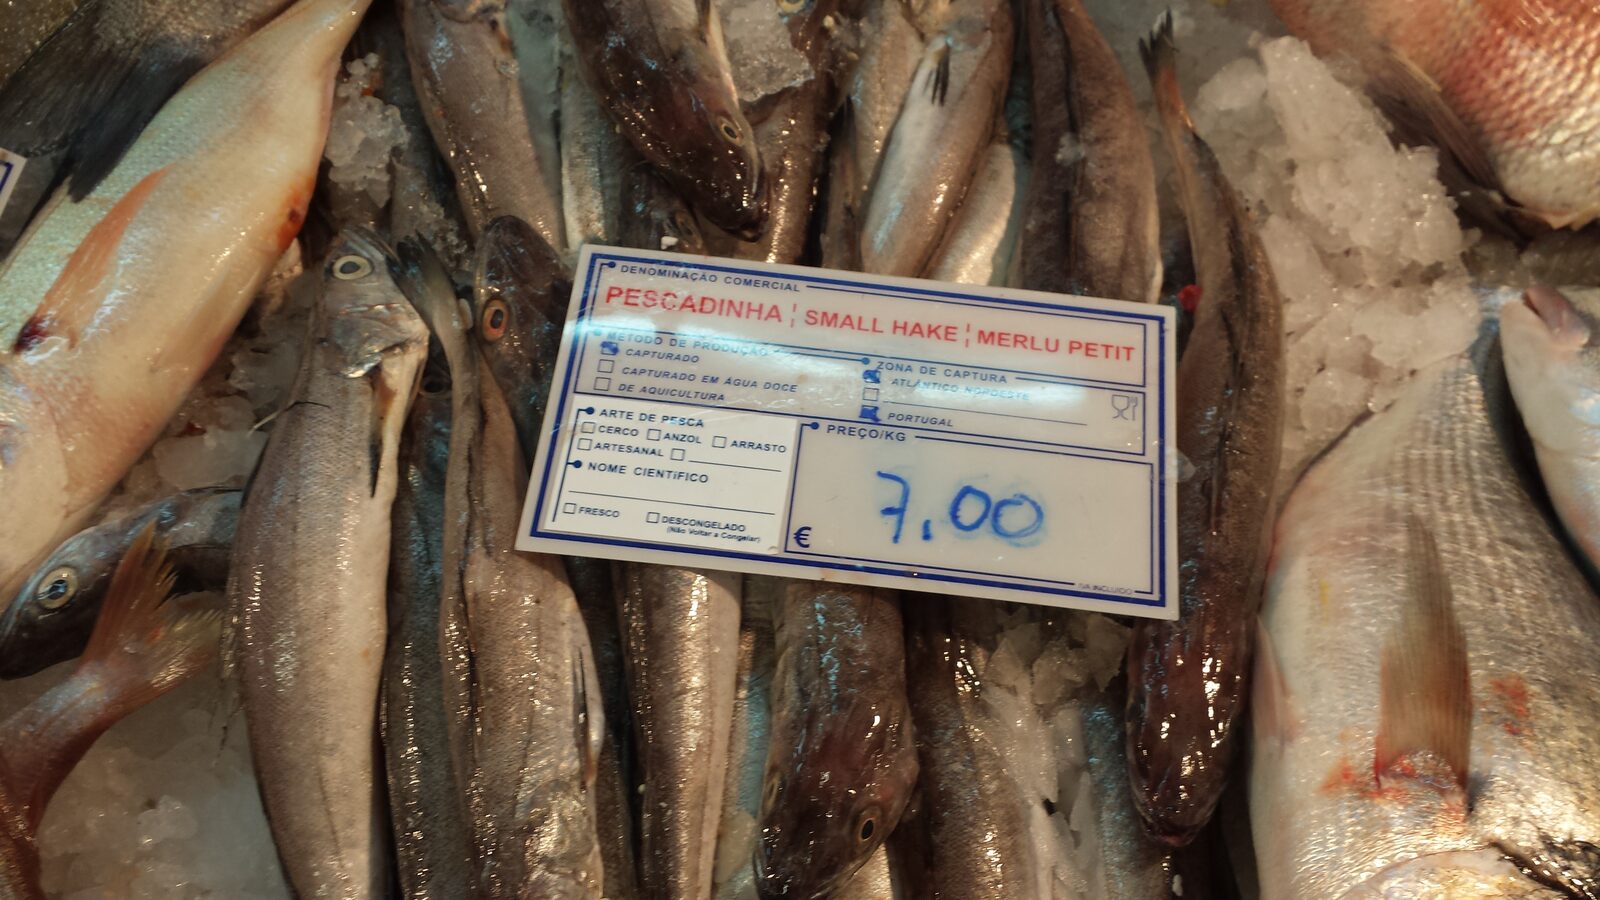 DENOMINAÇÃO COMERCIAL
PESCADINHA ¦ SMALL HAKE ¦ MERLU PETIT
MÉTODO DE PRODUÇÃO
CAPTURADO
CAPTURADO EM ÁGUA DOCE
DE AQUICULTURA
ZONA DE CAPTURA
ATLÂNTICO NORDESTE
PORTUGAL
ARTE DE PESCA
CERCO ANZOL ARRASTO
ARTESANAL
NOME CIENTÍFICO
FRESCO DESCONGELADO
(Não Voltar a Congelar)
PREÇO/KG
7,00
€
IVA INCLUIDO